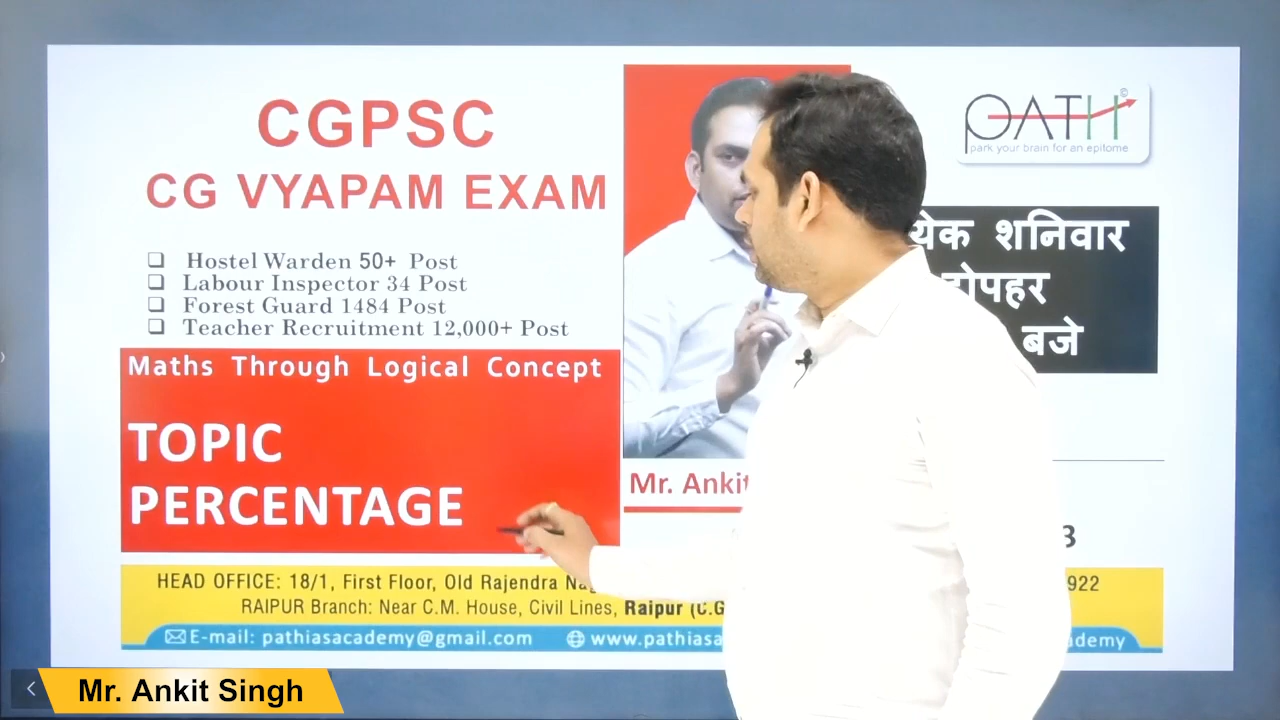 CGPSC
CG VYAPAM EXAM
Hostel Warden 50+ Post
Labour Inspector 34 Post
Forest Guard 1484 Post
Teacher Recruitment 12,000+ Post
Maths Through Logical Concept
TOPIC
PERCENTAGE
Mr. Ankit
PATH
©
park your brain for an epitome
शनिवार
बजे
HEAD OFFICE: 18/1, First Floor, Old Rajendra
RAIPUR Branch: Near C.M. House, Civil Lines, Raipur (C.G
E-mail: pathiasacademy@gmail.com
Mr. Ankit Singh